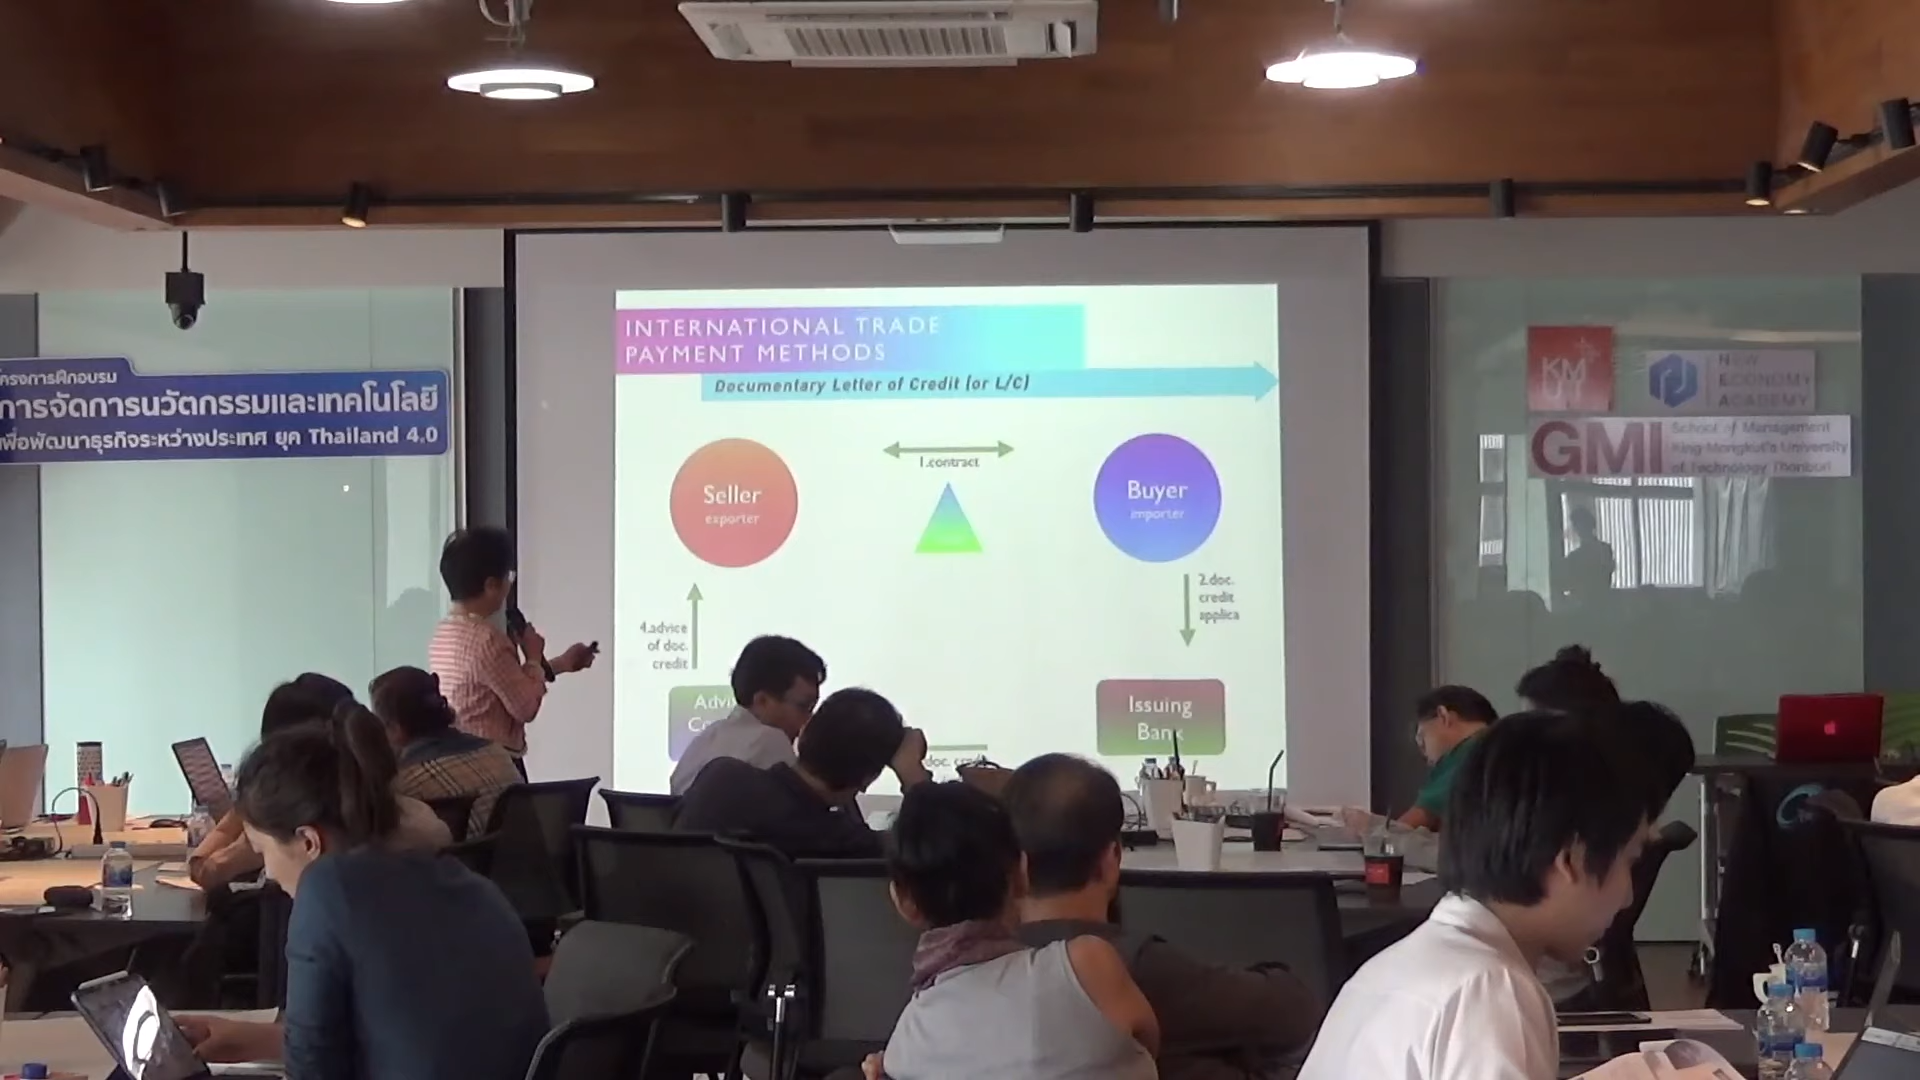 INTERNATIONAL TRADE
PAYMENT METHODS
Documentary Letter of Credit (or L/C)
Seller
exporter
1.contract
Buyer
importer
2.doc.
credit
applica
4.advice
of doc.
credit
Issuing
Bank
doc.
โครงการฝึกอบรม
การจัดการนวัตกรรมและเทคโนโลยี
เพื่อพัฒนาธุรกิจระหว่างประเทศ ยุค Thailand 4.0
KM
UTT
NEW
ECONOMY
ACADEMY
GMI
School of Management
King Mongkut's University
of Technology Thonburi